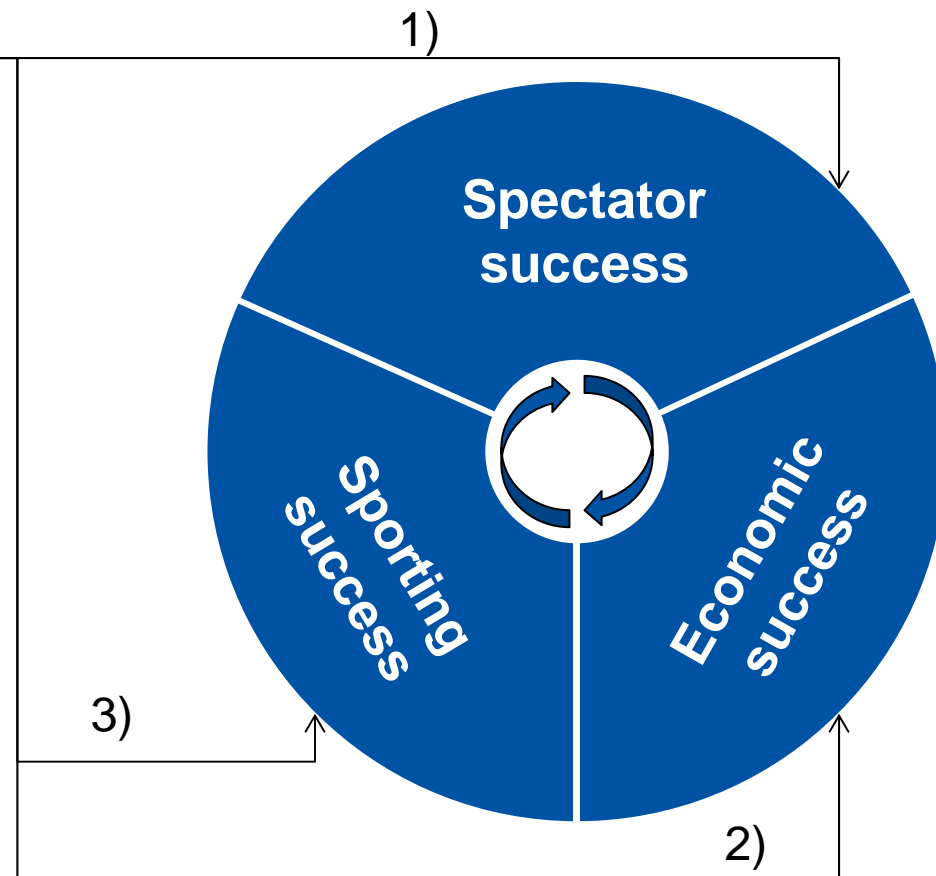 1)
Spectator
success
Sporting
success
Economic
success
3)
2)